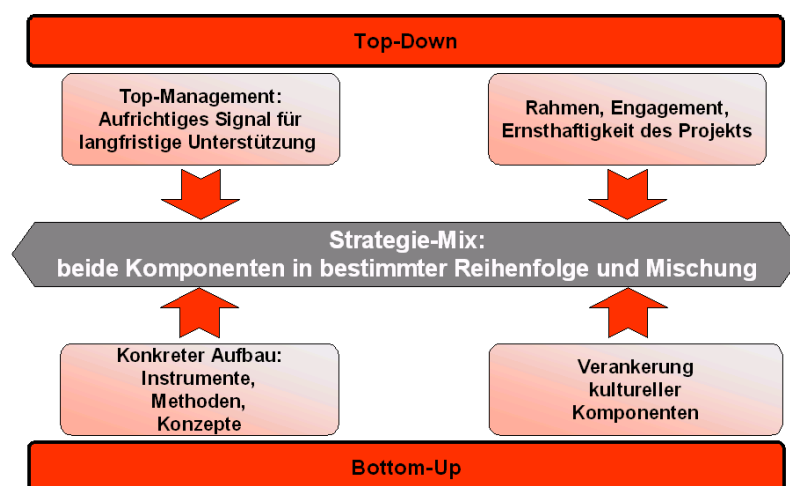 Top-Down
Top-Management:
Aufrichtiges Signal für
langfristige Unterstützung
Rahmen, Engagement,
Ernsthaftigkeit des Projekts
Strategie-Mix:
beide Komponenten in bestimmter Reihenfolge und Mischung
Konkreter Aufbau:
Instrumente,
Methoden,
Konzepte
Verankerung
kultureller
Komponenten
Bottom-Up